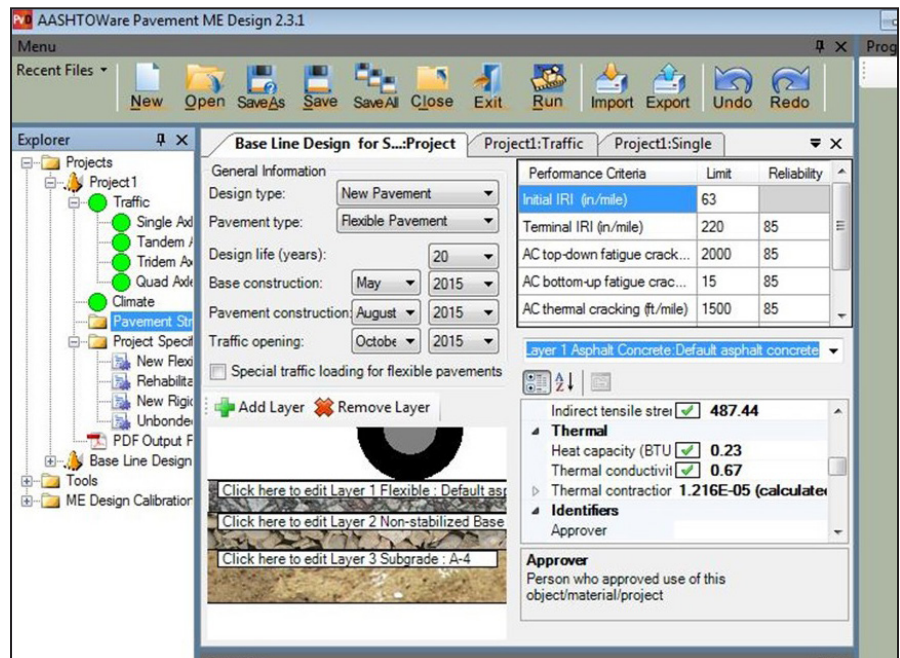 PVD AASHTOWare Pavement ME Design 2.3.1
Menu
Prog
Recent Files
New Open SaveAs Save SaveAll Close Exit Run Import Export Undo Redo
Explorer
Projects
Project1
Traffic
Single Axl
Tandem A
Tridem Ax
Quad Axle
Climate
Pavement Str
Project Specif
New Flexi
Rehabilita
New Rigid
Unbonded
PDF Output F
Base Line Design
Tools
ME Design Calibration
Base Line Design for S...:Project Project1:Traffic Project1:Single
General Information
Design type: New Pavement
Pavement type: Flexible Pavement
Design life (years): 20
Base construction: May 2015
Pavement construction: August 2015
Traffic opening: Octobe 2015
Special traffic loading for flexible pavements
Add Layer Remove Layer
Click here to edit Layer 1 Flexible : Default asp
Click here to edit Layer 2 Non-stabilized Base
Click here to edit Layer 3 Subgrade : A-4
Performance Criteria Limit Reliability
Initial IRI (in/mile) 63
Terminal IRI (in/mile) 220 85
AC top-down fatigue crack... 2000 85
AC bottom-up fatigue crac... 15 85
AC thermal cracking (ft/mile) 1500 85
Layer 1 Asphalt Concrete:Default asphalt concrete
Indirect tensile stren 487.44
Thermal
Heat capacity (BTU 0.23
Thermal conductivit 0.67
Thermal contraction 1.216E-05 (calculated
Identifiers
Approver
Approver
Person who approved use of this
object/material/project